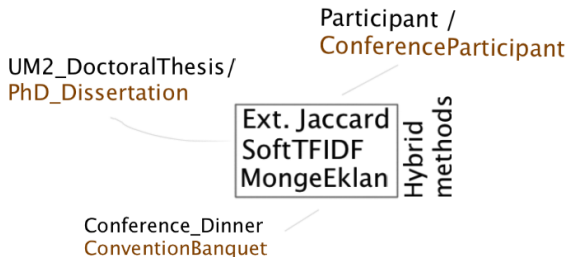 Participant /
ConferenceParticipant
UM2_DoctoralThesis/
PhD_Dissertation
Ext. Jaccard
SoftTFIDF
MongeEklan
Hybrid
methods
Conference_Dinner
ConventionBanquet